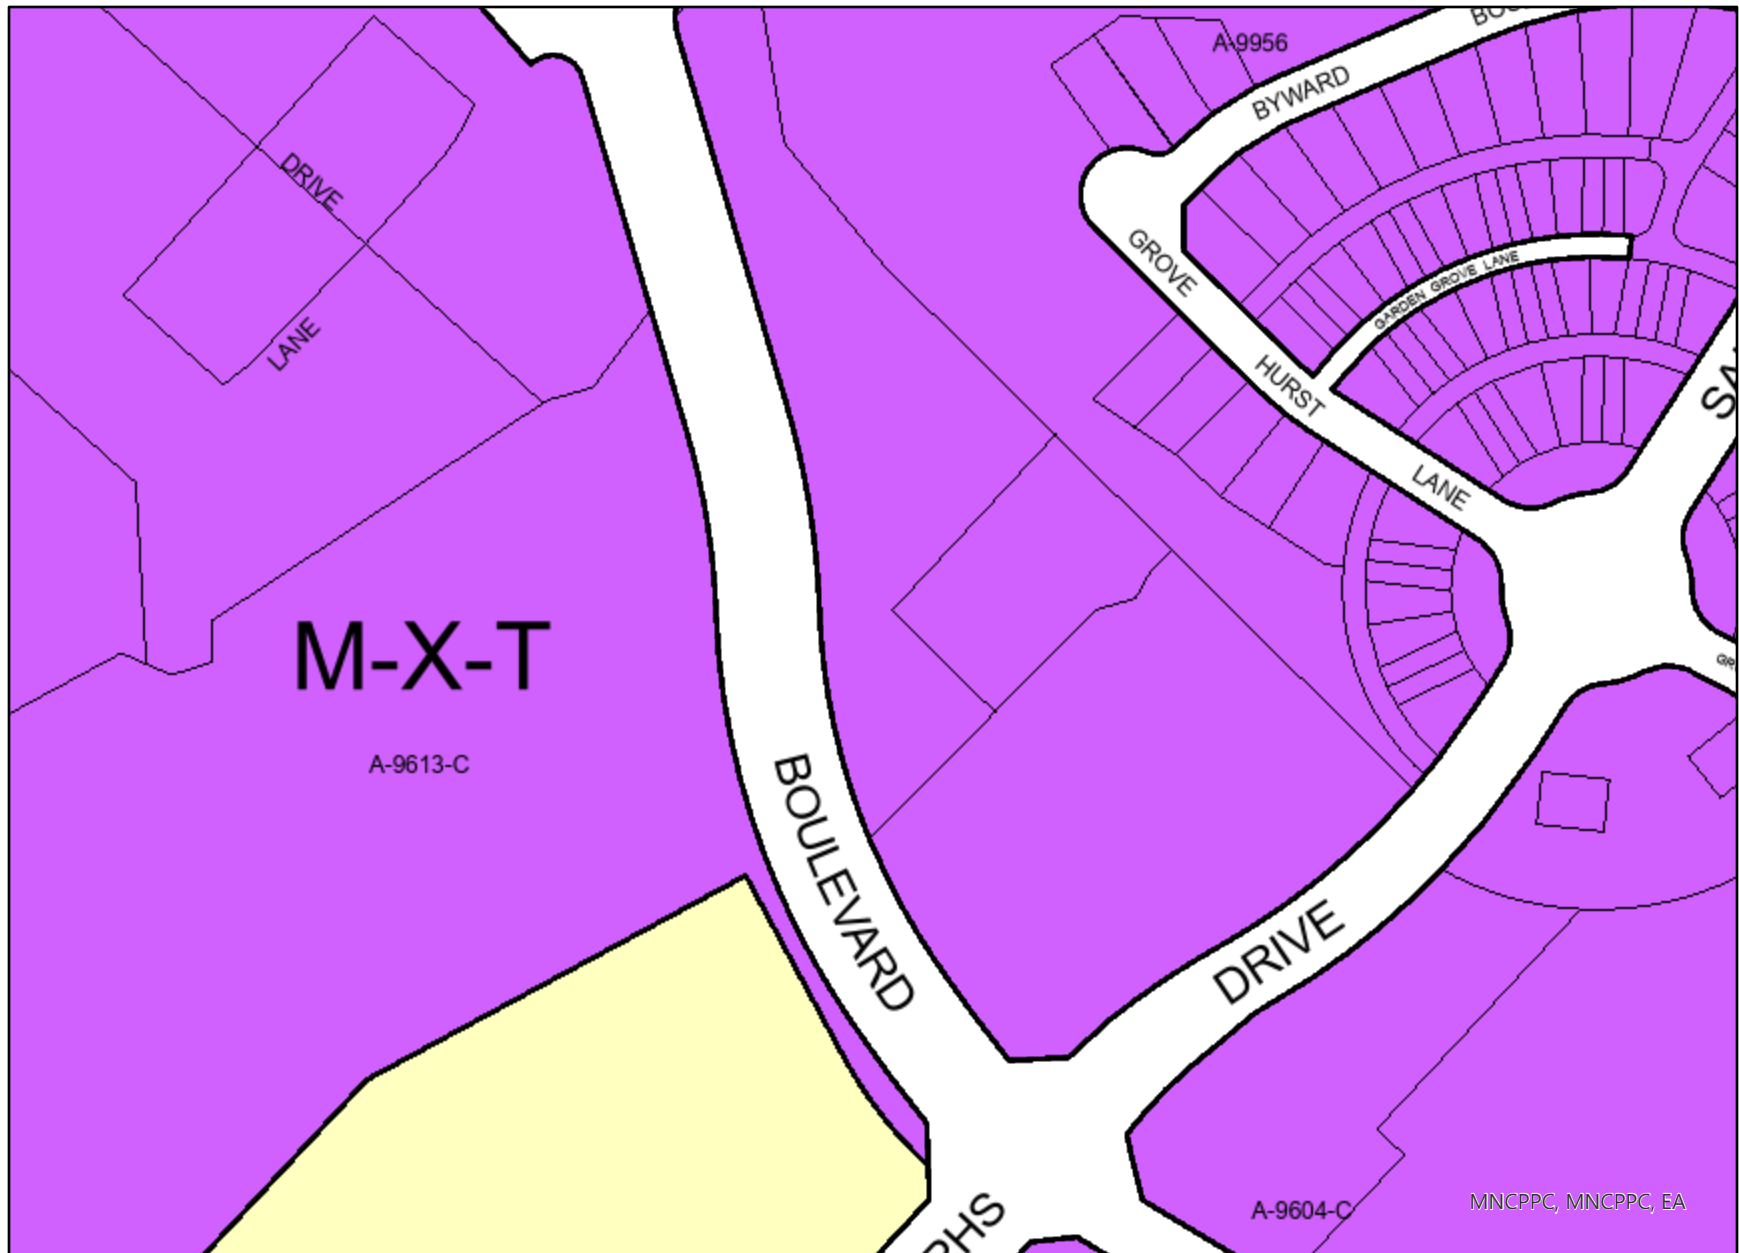 A-9956
BYWARD
DRIVE
LANE
GROVE
HURST
LANE
GARDEN GROVE LANE
M-X-T
A-9613-C
BOULEVARD
DRIVE
A-9604-C
MNCPPC, MNCPPC, EA